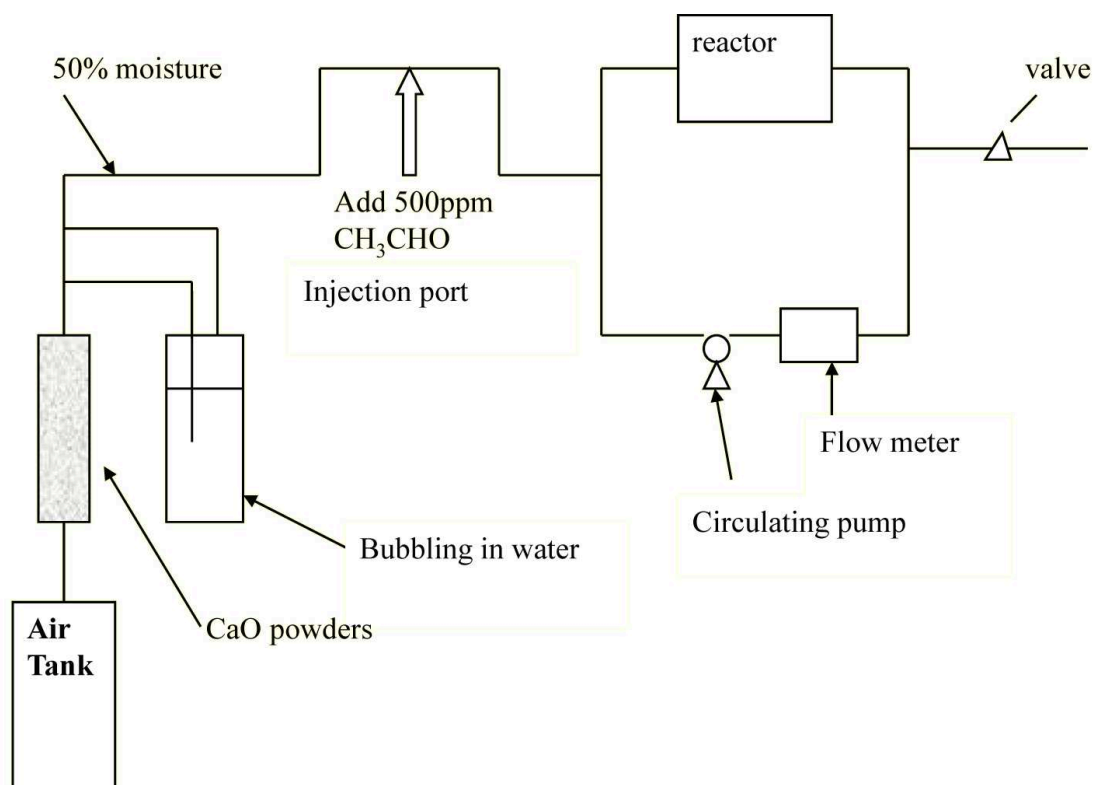 reactor
50% moisture
valve
Add 500ppm
CH₃CHO
Injection port
Flow meter
Circulating pump
Bubbling in water
CaO powders
Air
Tank